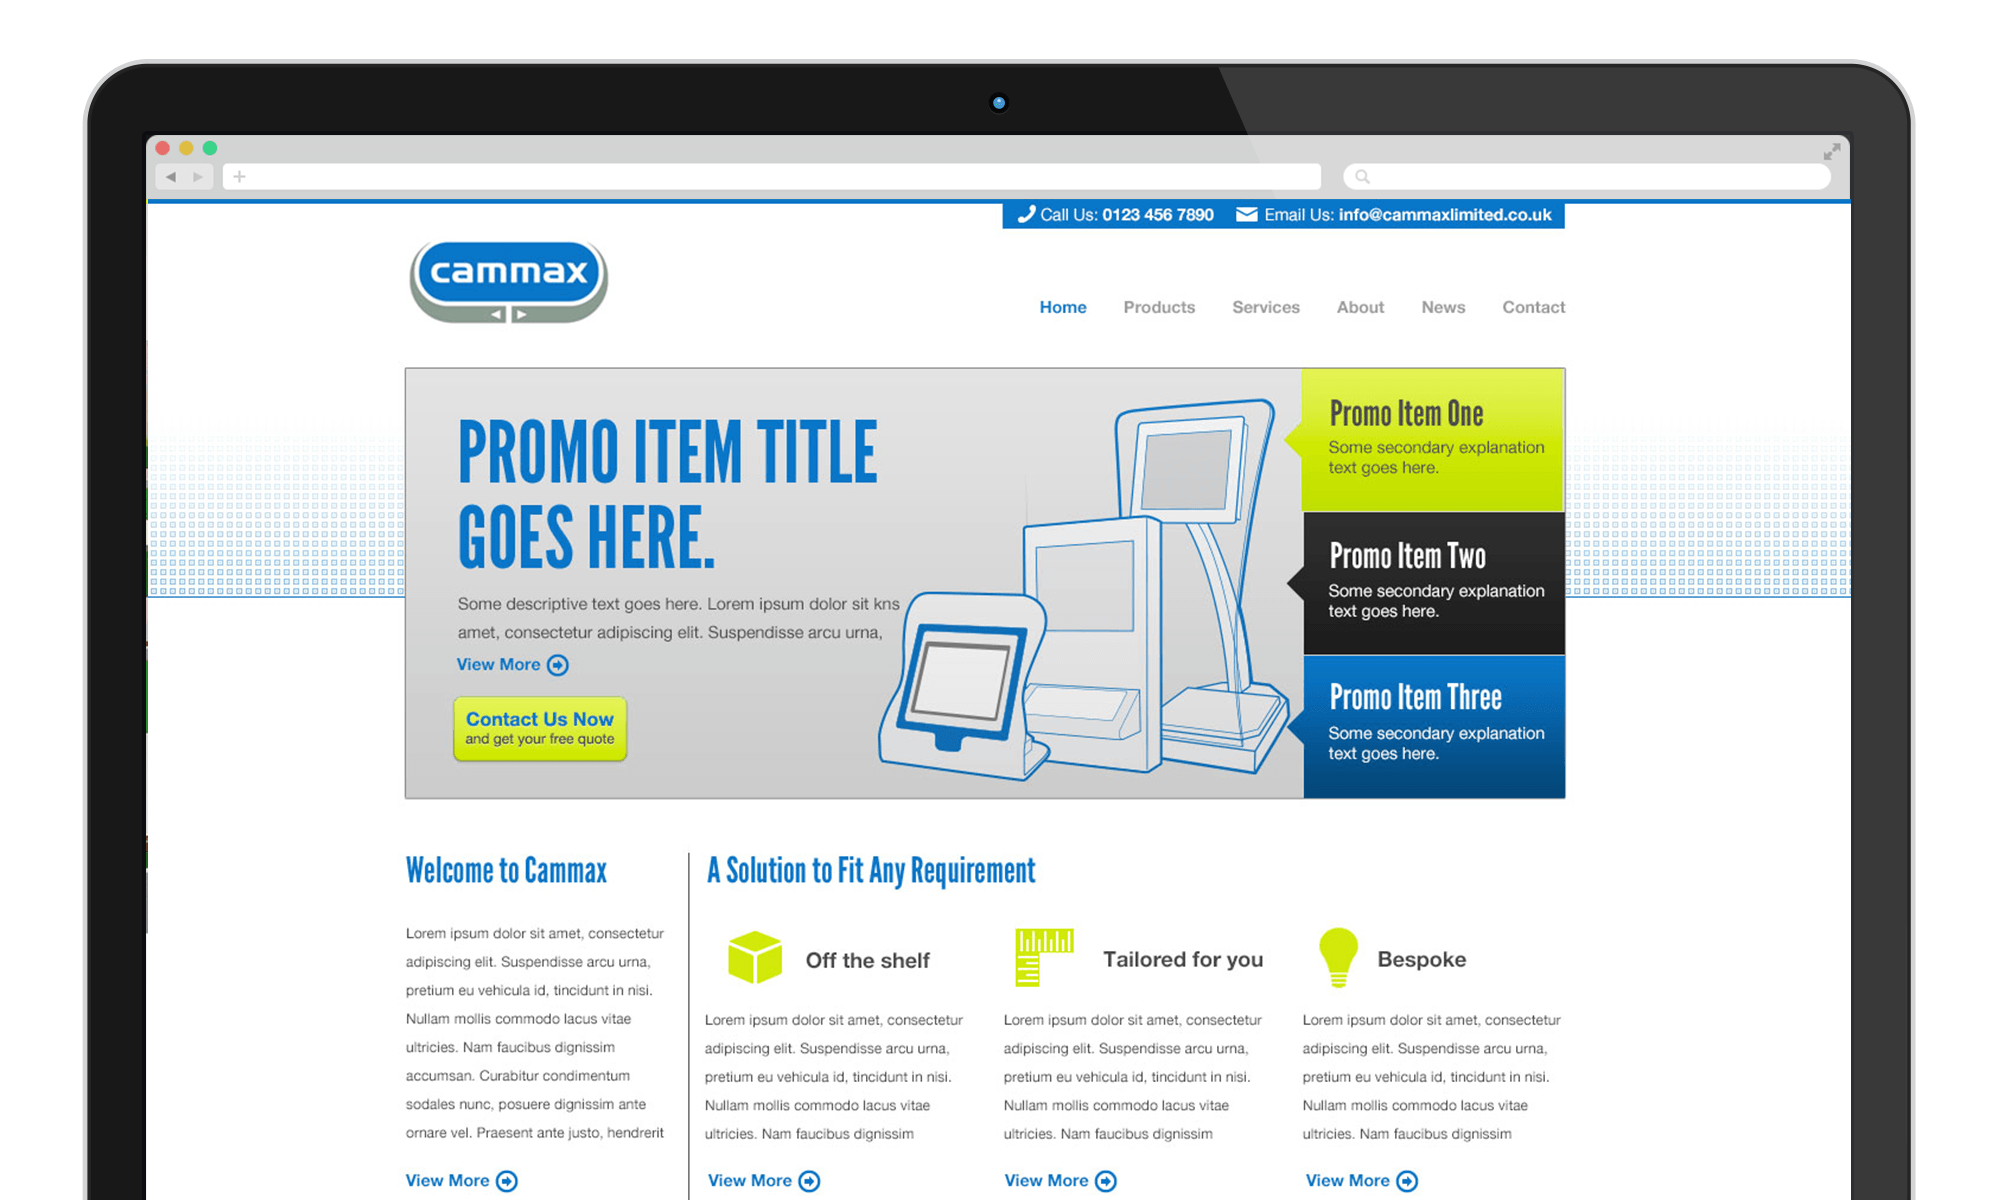 Call Us: 0123 456 7890 Email Us: info@cammaxlimited.co.uk
cammax
Home Products Services About News Contact
PROMO ITEM TITLE
GOES HERE.
Some descriptive text goes here. Lorem ipsum dolor sit kns
amet, consectetur adipiscing elit. Suspendisse arcu urna,
View More
Contact Us Now
and get your free quote
Promo Item One
Some secondary explanation
text goes here.
Promo Item Two
Some secondary explanation
text goes here.
Promo Item Three
Some secondary explanation
text goes here.
Welcome to Cammax
Lorem ipsum dolor sit amet, consectetur
adipiscing elit. Suspendisse arcu urna,
pretium eu vehicula id, tincidunt in nisi.
Nullam mollis commodo lacus vitae
ultricies. Nam faucibus dignissim
accumsan. Curabitur condimentum
sodales nunc, posuere dignissim ante
ornare vel. Praesent ante justo, hendrerit
View More
A Solution to Fit Any Requirement
Off the shelf
Lorem ipsum dolor sit amet, consectetur
adipiscing elit. Suspendisse arcu urna,
pretium eu vehicula id, tincidunt in nisi.
Nullam mollis commodo lacus vitae
ultricies. Nam faucibus dignissim
View More
Tailored for you
Lorem ipsum dolor sit amet, consectetur
adipiscing elit. Suspendisse arcu urna,
pretium eu vehicula id, tincidunt in nisi.
Nullam mollis commodo lacus vitae
ultricies. Nam faucibus dignissim
View More
Bespoke
Lorem ipsum dolor sit amet, consectetur
adipiscing elit. Suspendisse arcu urna,
pretium eu vehicula id, tincidunt in nisi.
Nullam mollis commodo lacus vitae
ultricies. Nam faucibus dignissim
View More